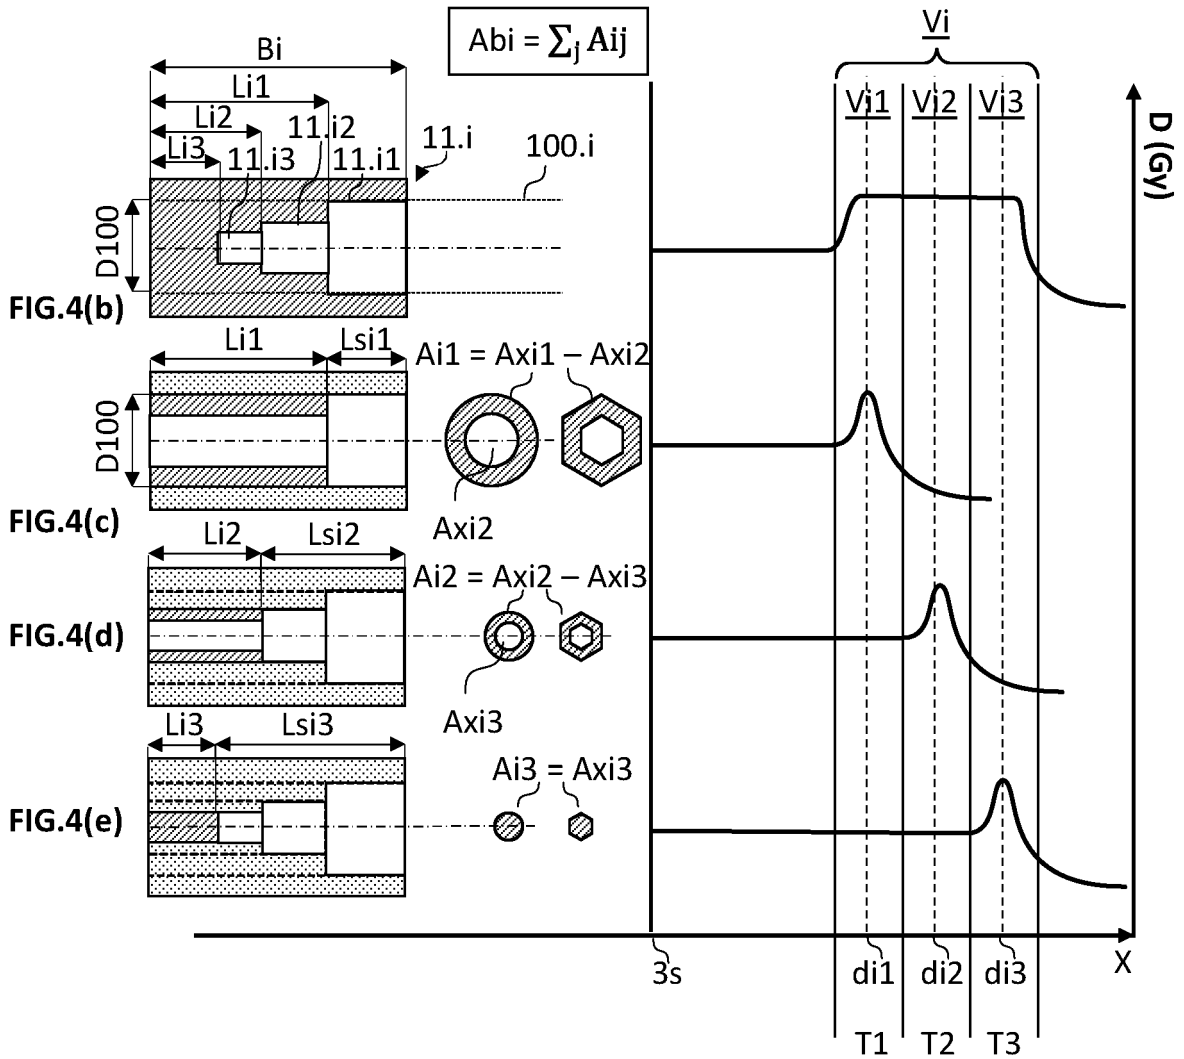 Abi = ∑j Aij
Vi
Bi
Li1
Vi1 Vi2 Vi3
Li2
11.i2
Li3
11.i3
11.i1
11.i
100.i
D (Gy)
D100
FIG.4(b)
Li1
Lsi1
Ai1 = Axi1 – Axi2
D100
Axi2
FIG.4(c)
Li2
Lsi2
Ai2 = Axi2 – Axi3
FIG.4(d)
Axi3
Li3
Lsi3
Ai3 = Axi3
FIG.4(e)
3s
di1
di2
di3
X
T1
T2
T3